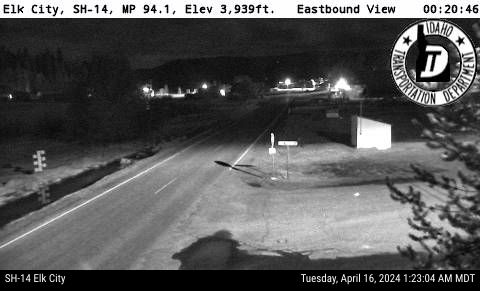 Elk City, SH-14, MP 94.1, Elev 3,939ft. Eastbound View 00:20:46
IDAHO
TRANSPORTATION DEPARTMENT
SH-14 Elk City Tuesday, April 16, 2024 1:23:04 AM MDT